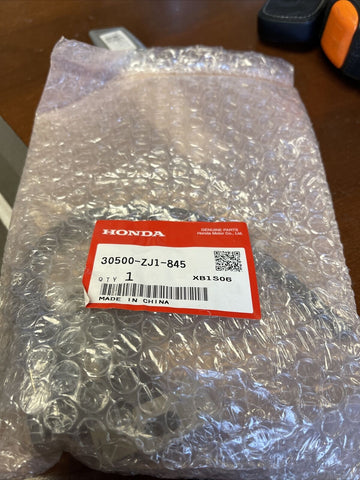 HONDA
GENUINE PARTS
Honda Motor Co., Ltd.
30500-ZJ1-845
QTY 1
XB1S06
MADE IN CHINA